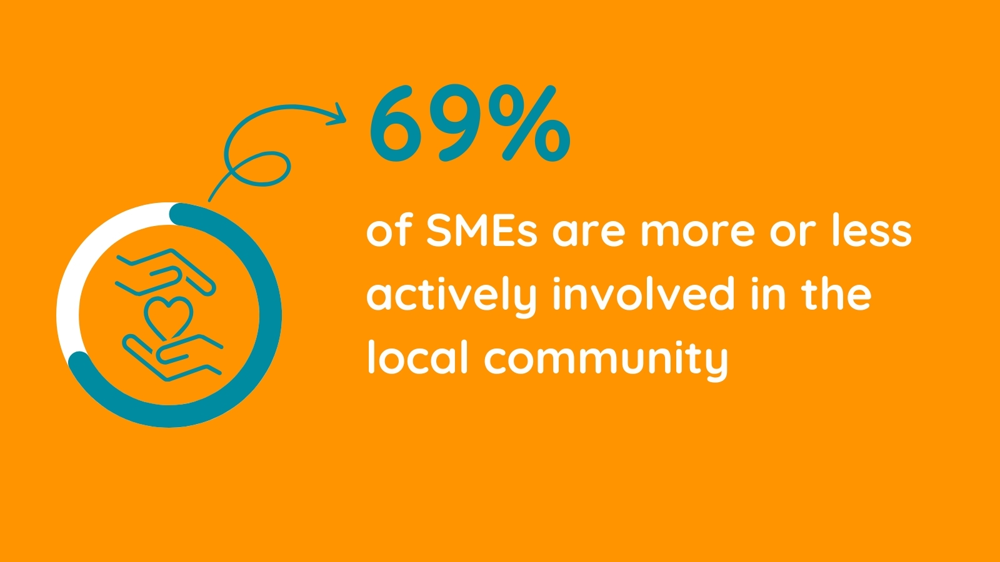 69%
of SMEs are more or less
actively involved in the
local community